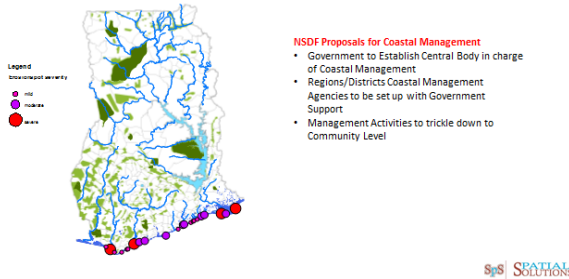 NSDF Proposals for Coastal Management
• Government to Establish Central Body in charge
of Coastal Management
• Regions/Districts Coastal Management
Agencies to be set up with Government
Support
• Management Activities to trickle down to
Community Level
Legend
mild
moderate
severe
SpS SPATIAL
SOLUTIONS